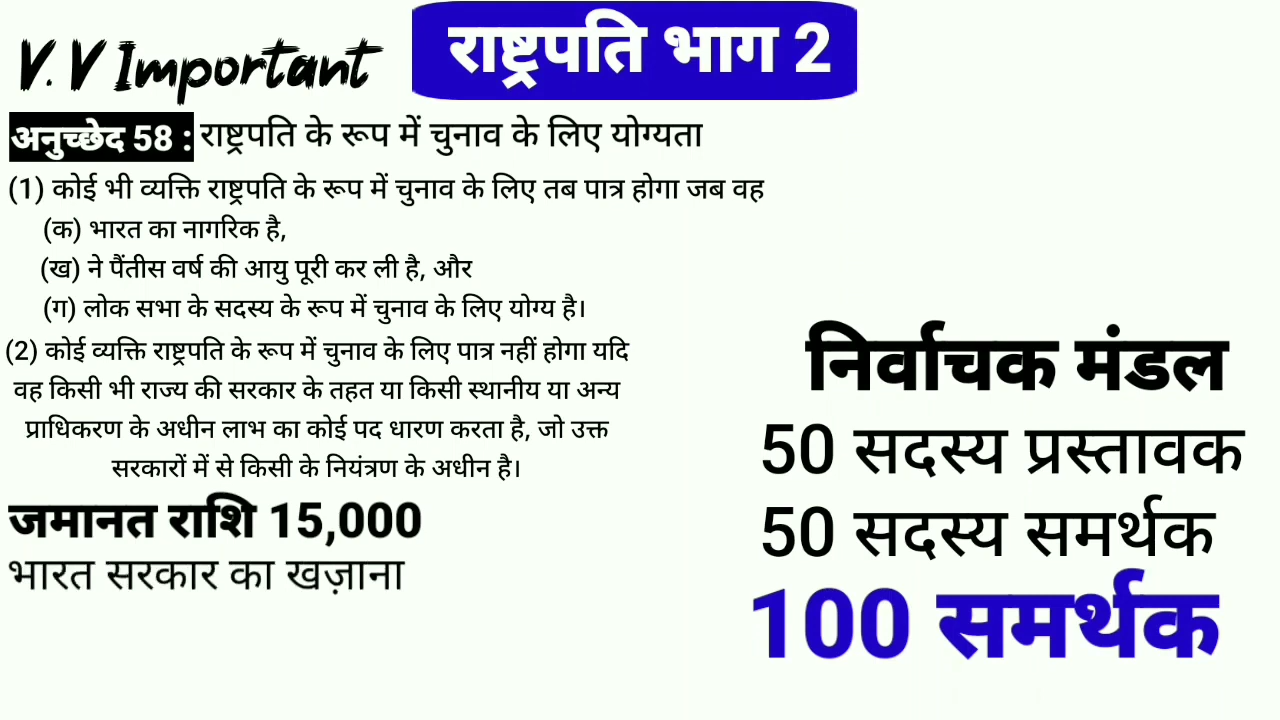 V. V Important
राष्ट्रपति भाग 2
अनुच्छेद 58 : राष्ट्रपति के रूप में चुनाव के लिए योग्यता
(1) कोई भी व्यक्ति राष्ट्रपति के रूप में चुनाव के लिए तब पात्र होगा जब वह
(क) भारत का नागरिक है,
(ख) ने पैंतीस वर्ष की आयु पूरी कर ली है, और
(ग) लोक सभा के सदस्य के रूप में चुनाव के लिए योग्य है।
(2) कोई व्यक्ति राष्ट्रपति के रूप में चुनाव के लिए पात्र नहीं होगा यदि
वह किसी भी राज्य की सरकार के तहत या किसी स्थानीय या अन्य
प्राधिकरण के अधीन लाभ का कोई पद धारण करता है, जो उक्त
सरकारों में से किसी के नियंत्रण के अधीन है।
जमानत राशि 15,000
भारत सरकार का खज़ाना
निर्वाचक मंडल
50 सदस्य प्रस्तावक
50 सदस्य समर्थक
100 समर्थक